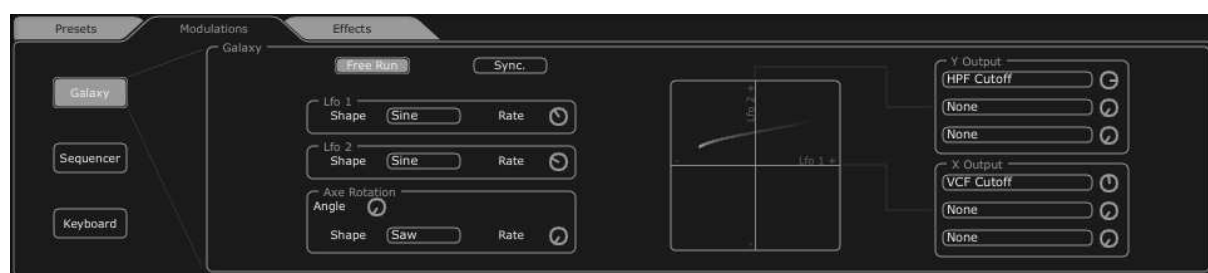 Presets Modulations Effects
Galaxy
Free Run Sync.
Galaxy
Sequencer
Keyboard
Lfo 1
Shape Sine Rate
Lfo 2
Shape Sine Rate
Axe Rotation
Angle
Shape Saw Rate
Lfo 2 +
- Lfo 1 +
-
Y Output
HPF Cutoff
None
None
X Output
VCF Cutoff
None
None